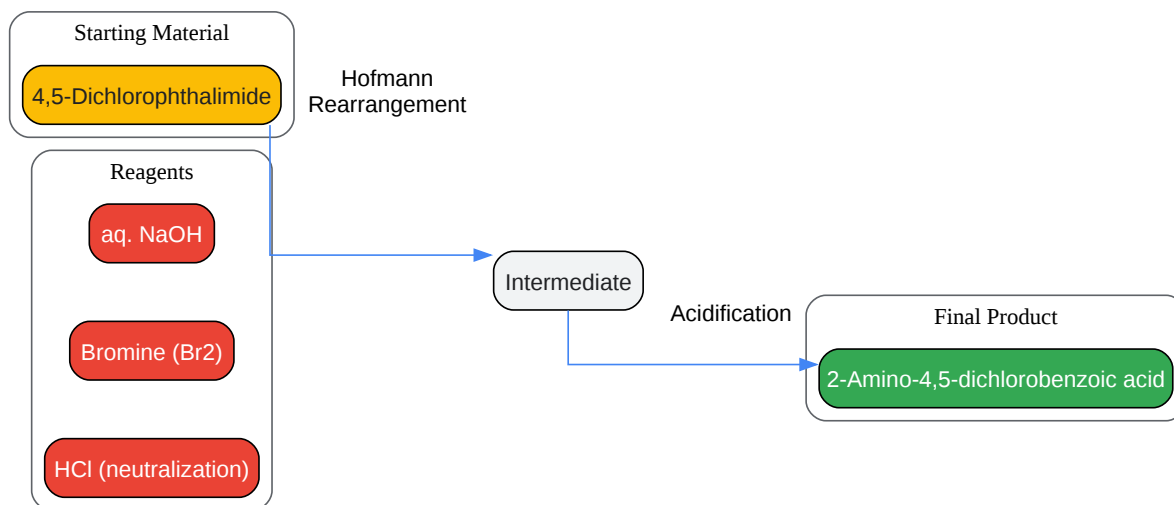 Starting Material
4,5-Dichlorophthalimide
Hofmann
Rearrangement
Reagents
aq. NaOH
Bromine (Br2)
HCl (neutralization)
Intermediate
Acidification
Final Product
2-Amino-4,5-dichlorobenzoic acid